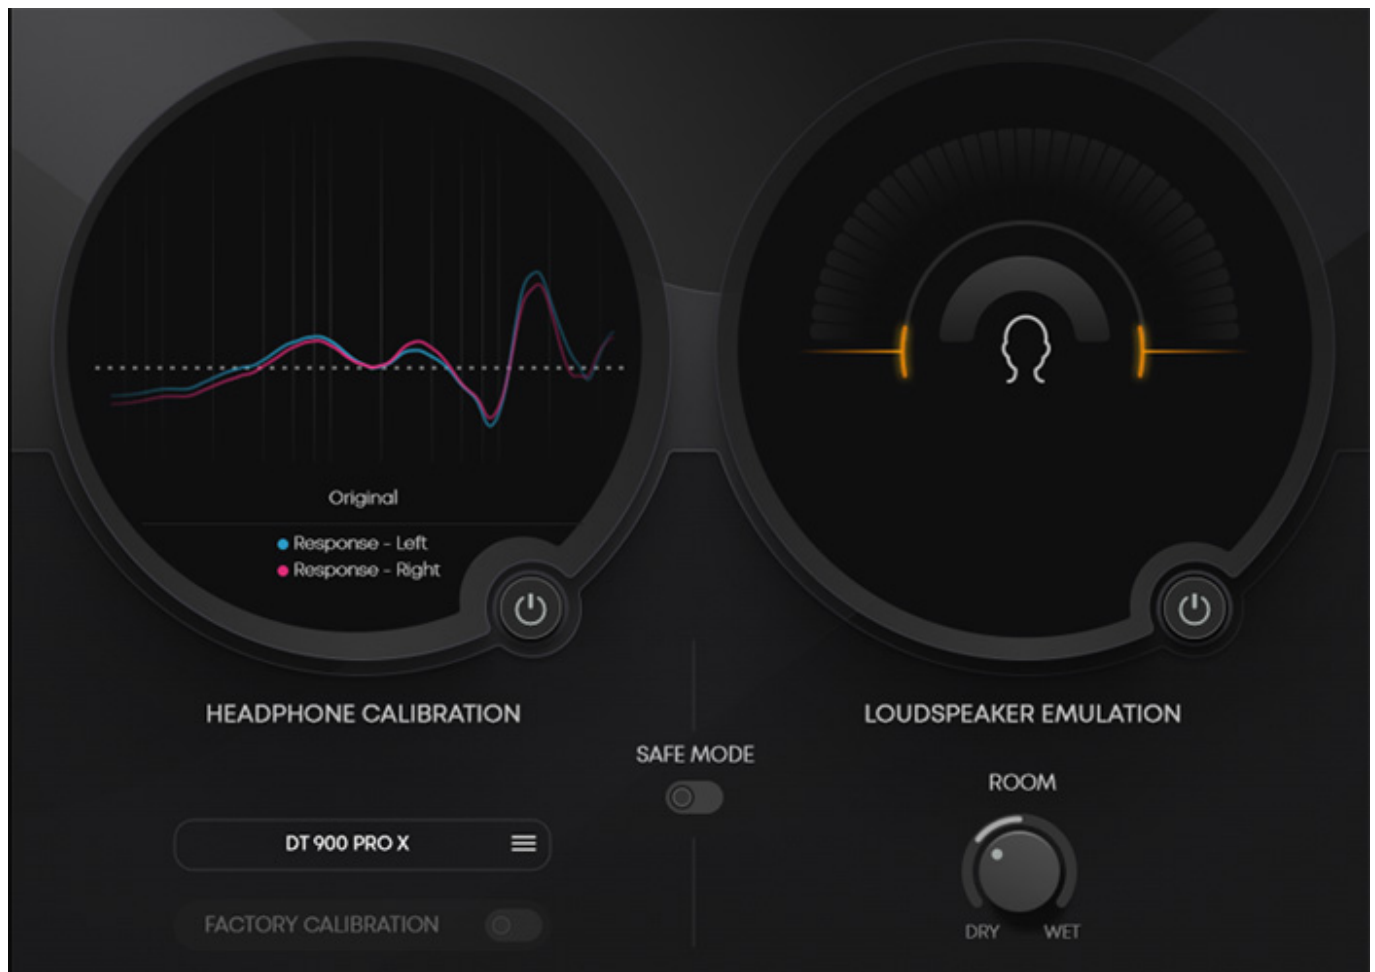 Original
Response - Left
Response - Right
HEADPHONE CALIBRATION
LOUDSPEAKER EMULATION
SAFE MODE
ROOM
DT 900 PRO X
FACTORY CALIBRATION
DRY
WET